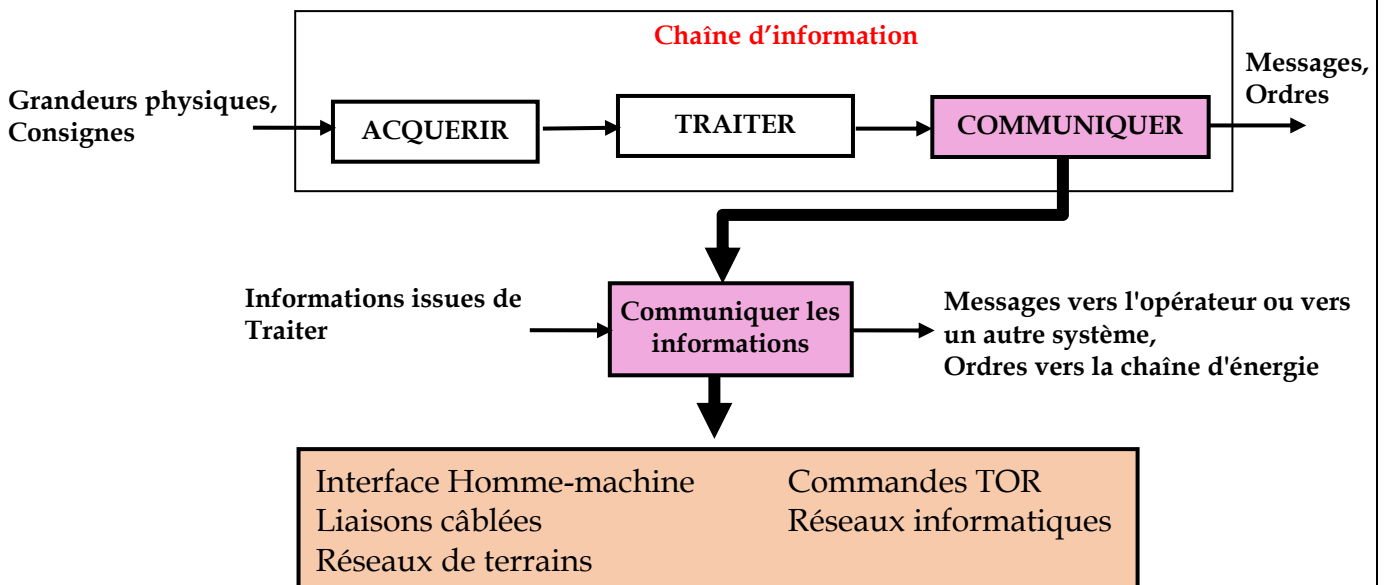 Chaîne d'information
Grandeurs physiques,
Consignes
ACQUERIR
TRAITER
COMMUNIQUER
Messages,
Ordres
Informations issues de
Traiter
Communiquer les
informations
Messages vers l'opérateur ou vers
un autre système,
Ordres vers la chaîne d'énergie
Interface Homme-machine
Liaisons câblées
Réseaux de terrains
Commandes TOR
Réseaux informatiques